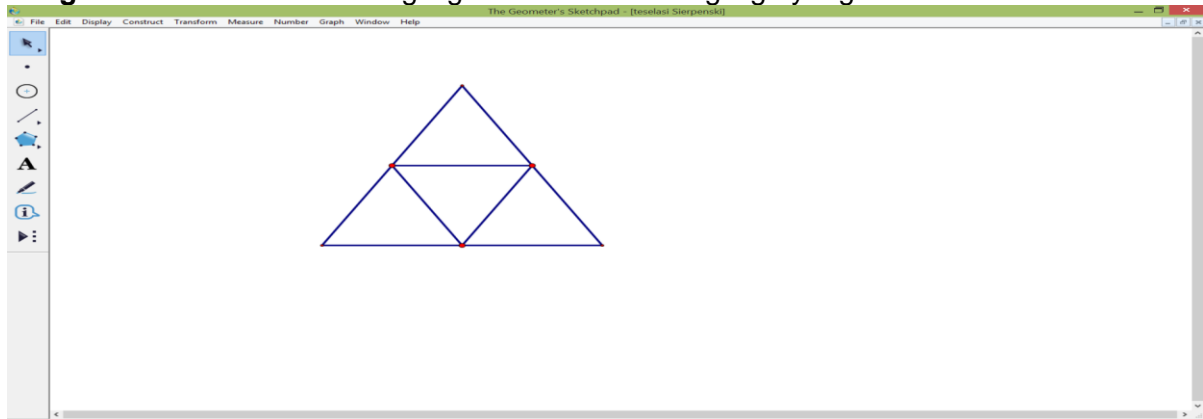 The Geometer's Sketchpad - [teselasi Sierpenski]
File Edit Display Construct Transform Measure Number Graph Window Help
A